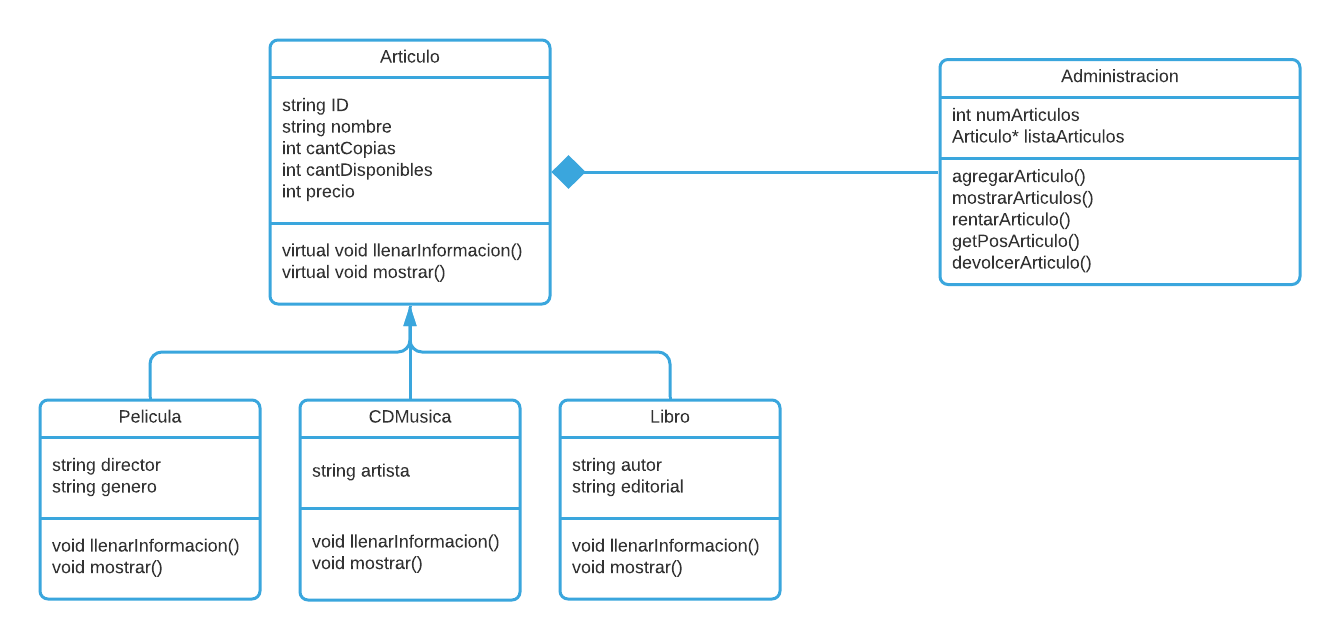 Articulo
string ID
string nombre
int cantCopias
int cantDisponibles
int precio
virtual void llenarInformacion()
virtual void mostrar()
Administracion
int numArticulos
Articulo* listaArticulos
agregarArticulo()
mostrarArticulos()
rentarArticulo()
getPosArticulo()
devolcerArticulo()
Pelicula
string director
string genero
void llenarInformacion()
void mostrar()
CDMusica
string artista
void llenarInformacion()
void mostrar()
Libro
string autor
string editorial
void llenarInformacion()
void mostrar()